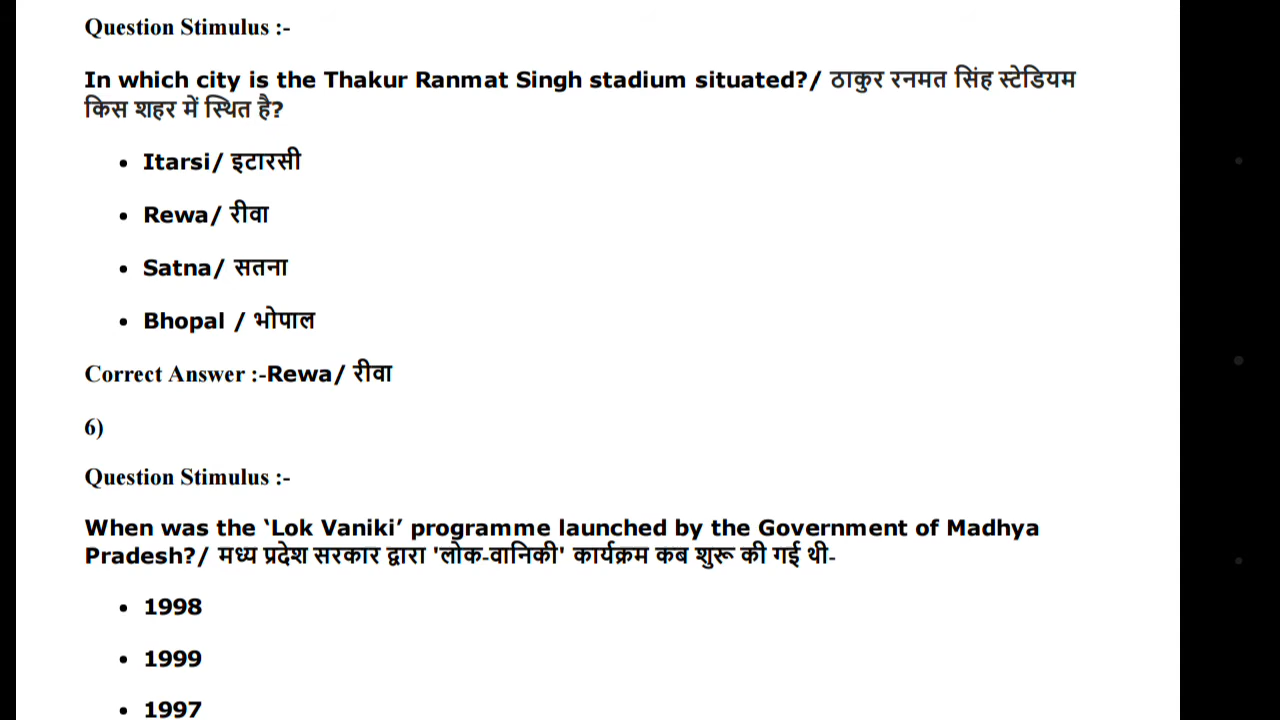 Question Stimulus :-
In which city is the Thakur Ranmat Singh stadium situated?/ ठाकुर रनमत सिंह स्टेडियम
किस शहर में स्थित है?
• Itarsi/ इटारसी
• Rewa/ रीवा
• Satna/ सतना
• Bhopal / भोपाल
Correct Answer :-Rewa/ रीवा
6)
Question Stimulus :-
When was the ‘Lok Vaniki’ programme launched by the Government of Madhya
Pradesh?/ मध्य प्रदेश सरकार द्वारा 'लोक-वानिकी' कार्यक्रम कब शुरू की गई थी-
• 1998
• 1999
• 1997